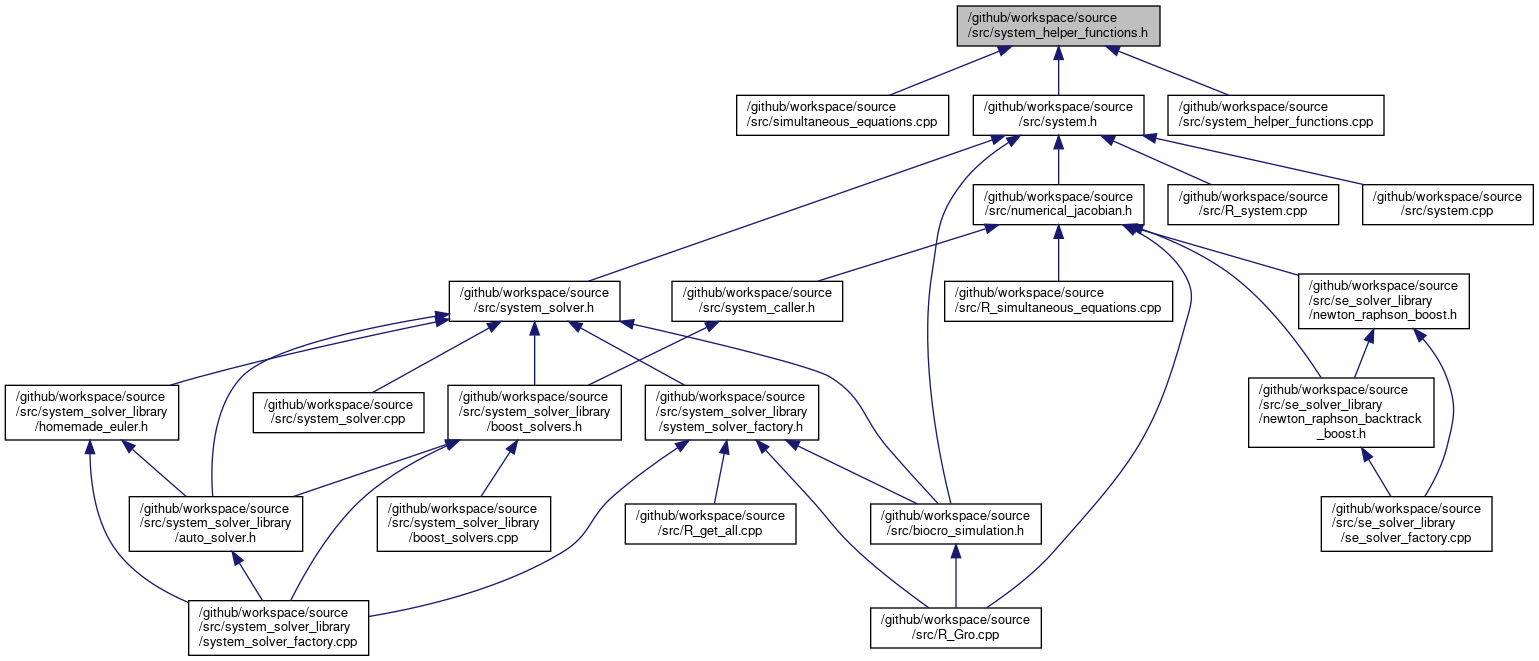 /github/workspace/source
/src/system_helper_functions.h
/github/workspace/source
/src/simultaneous_equations.cpp
/github/workspace/source
/src/system.h
/github/workspace/source
/src/system_helper_functions.cpp
/github/workspace/source
/src/numerical_jacobian.h
/github/workspace/source
/src/R_system.cpp
/github/workspace/source
/src/system.cpp
/github/workspace/source
/src/system_solver.h
/github/workspace/source
/src/system_caller.h
/github/workspace/source
/src/R_simultaneous_equations.cpp
/github/workspace/source
/src/se_solver_library
/newton_raphson_boost.h
/github/workspace/source
/src/system_solver_library
/homemade_euler.h
/github/workspace/source
/src/system_solver.cpp
/github/workspace/source
/src/system_solver_library
/boost_solvers.h
/github/workspace/source
/src/system_solver_library
/system_solver_factory.h
/github/workspace/source
/src/se_solver_library
/newton_raphson_backtrack
_boost.h
/github/workspace/source
/src/system_solver_library
/auto_solver.h
/github/workspace/source
/src/system_solver_library
/boost_solvers.cpp
/github/workspace/source
/src/R_get_all.cpp
/github/workspace/source
/src/biocro_simulation.h
/github/workspace/source
/src/se_solver_library
/se_solver_factory.cpp
/github/workspace/source
/src/system_solver_library
/system_solver_factory.cpp
/github/workspace/source
/src/R_Gro.cpp